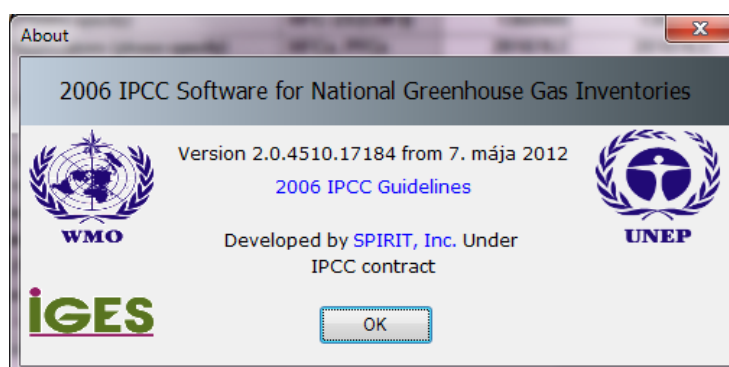 About
2006 IPCC Software for National Greenhouse Gas Inventories
Version 2.0.4510.17184 from 7. mája 2012
2006 IPCC Guidelines
WMO
UNEP
Developed by SPIRIT, Inc. Under
IPCC contract
iGES
OK